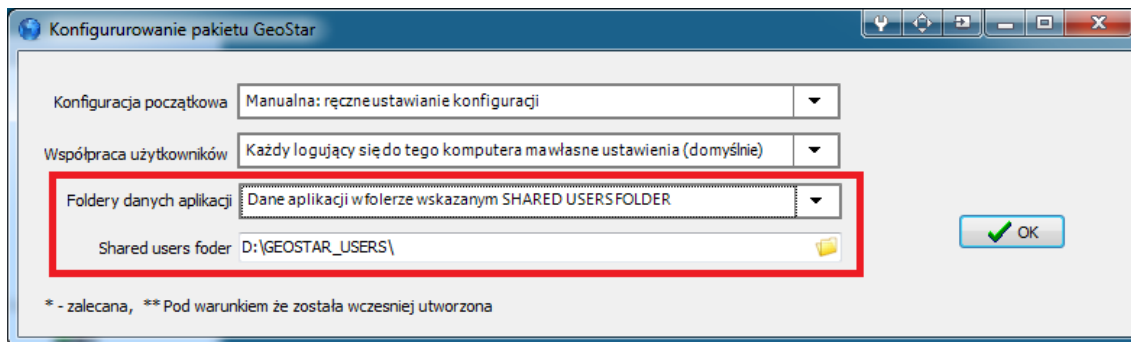 Konfigururowanie pakietu GeoStar
Konfiguracja początkowa Manualna: ręczne ustawianie konfiguracji
Współpraca użytkowników Każdy logujący się do tego komputera ma własne ustawienia (domyślnie)
Foldery danych aplikacji Dane aplikacji w folerze wskazanym SHARED USERS FOLDER
Shared users foder D:\GEOSTAR_USERS\
OK
* - zalecana, ** Pod warunkiem że została wczesniej utworzona